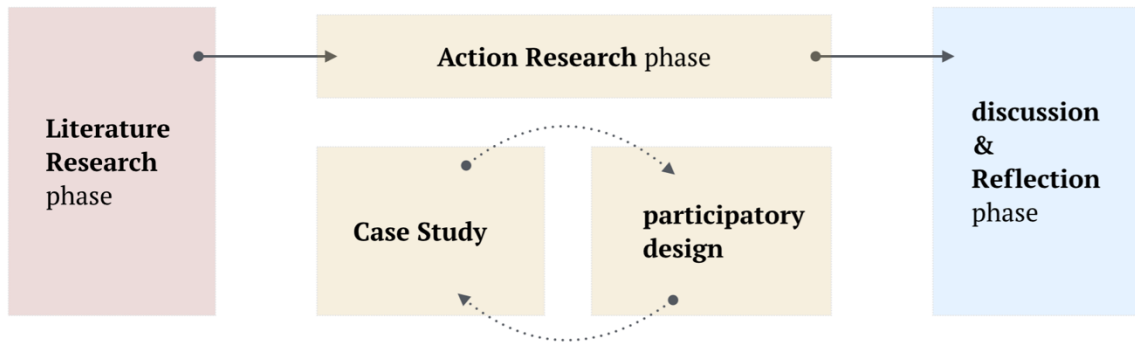 Literature
Research
phase
Action Research phase
Case Study
participatory
design
discussion
&
Reflection
phase